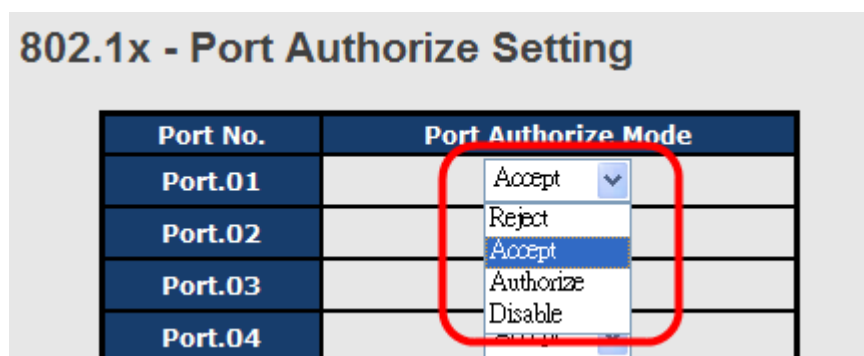 802.1x - Port Authorize Setting
Port No. Port Authorize Mode
Port.01 Accept
Port.02 Reject
Accept
Port.03 Authorize
Disable
Port.04